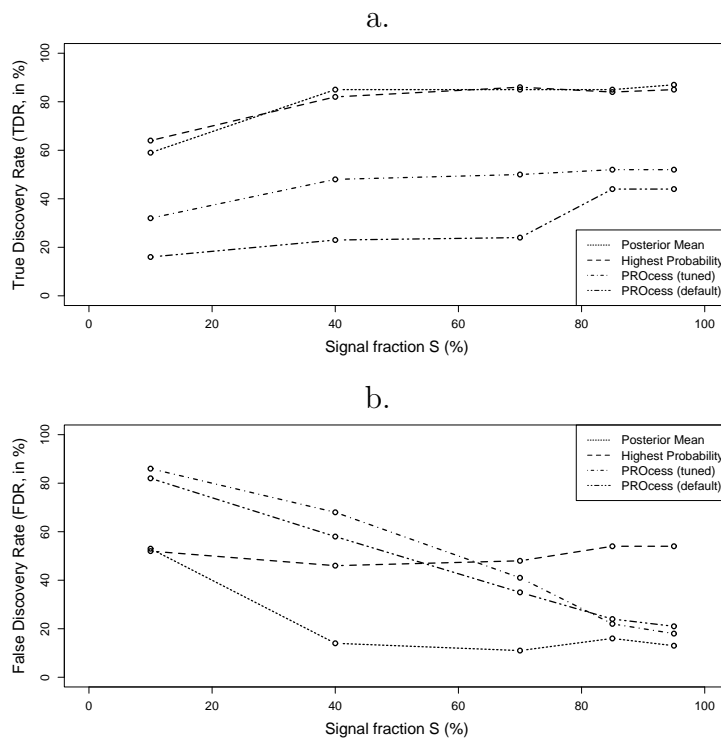 a.
True Discovery Rate (TDR, in %)
100
80
60
40
20
0
Posterior Mean
Highest Probability
PROcess (tuned)
PROcess (default)
0 20 40 60 80 100
Signal fraction S (%)
b.
False Discovery Rate (FDR, in %)
100
80
60
40
20
0
Posterior Mean
Highest Probability
PROcess (tuned)
PROcess (default)
0 20 40 60 80 100
Signal fraction S (%)